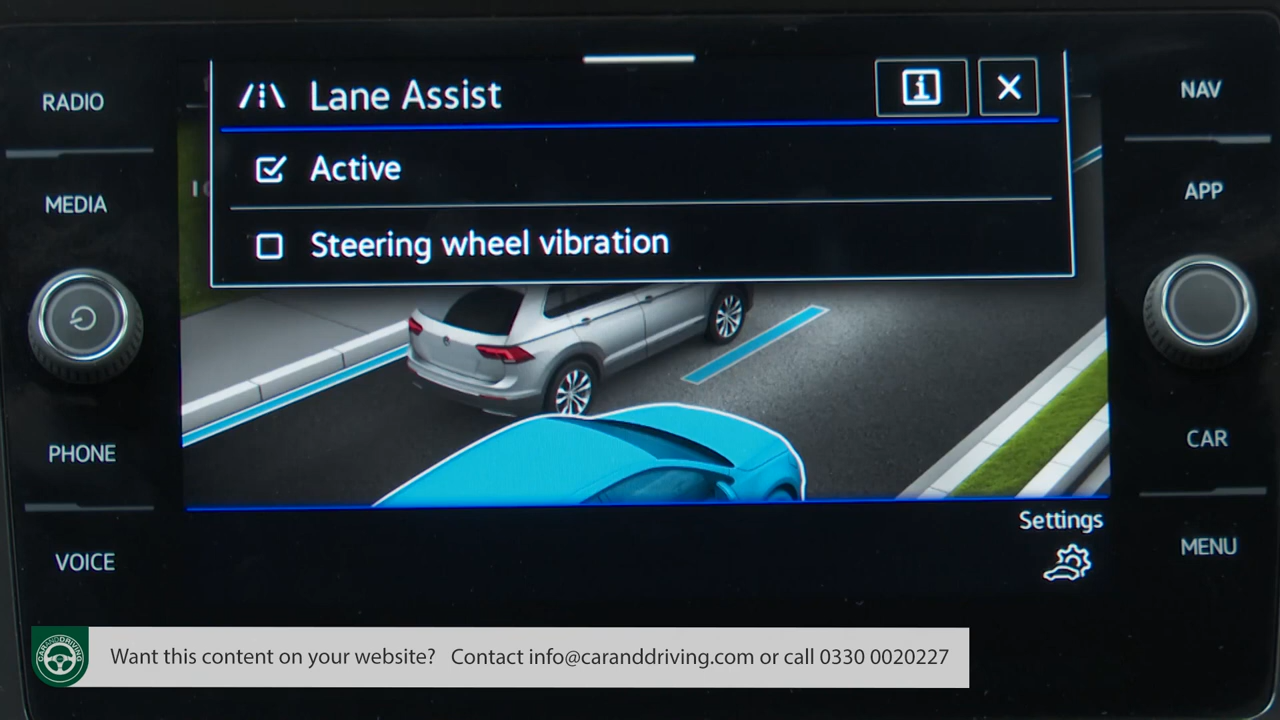 Lane Assist
Active
Steering wheel vibration
RADIO
MEDIA
PHONE
VOICE
NAV
APP
CAR
MENU
Settings
CARANDDRIVING
Want this content on your website? Contact info@caranddriving.com or call 0330 0020227